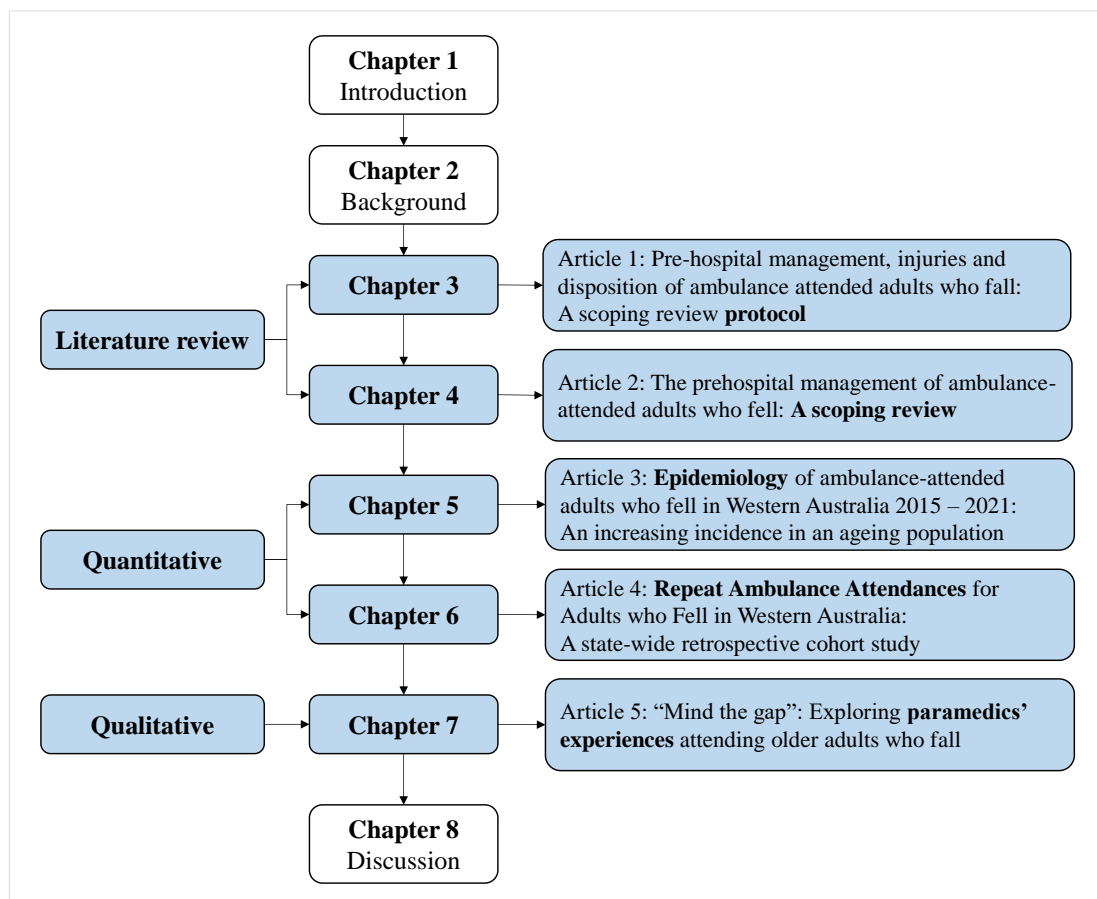 Chapter 1
Introduction
Chapter 2
Background
Literature review
Chapter 3
Article 1: Pre-hospital management, injuries and
disposition of ambulance attended adults who fall:
A scoping review protocol
Chapter 4
Article 2: The prehospital management of ambulance-
attended adults who fell: A scoping review
Quantitative
Chapter 5
Article 3: Epidemiology of ambulance-attended
adults who fell in Western Australia 2015 – 2021:
An increasing incidence in an ageing population
Chapter 6
Article 4: Repeat Ambulance Attendances for
Adults who Fell in Western Australia:
A state-wide retrospective cohort study
Qualitative
Chapter 7
Article 5: “Mind the gap”: Exploring paramedics’
experiences attending older adults who fall
Chapter 8
Discussion